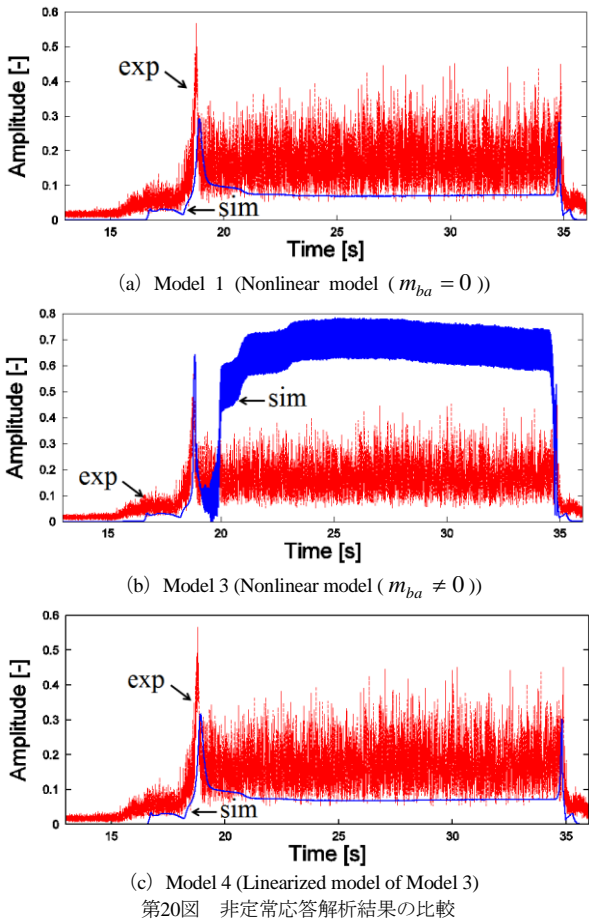 0.6
0.5
0.4
0.3
0.2
0.1
0
Amplitude [-]
exp
sim
15 20 25 30 35
Time [s]
(a) Model 1 (Nonlinear model ( m_{ba} = 0 ))
0.8
0.7
0.6
0.5
0.4
0.3
0.2
0.1
0
Amplitude [-]
sim
exp
15 20 25 30 35
Time [s]
(b) Model 3 (Nonlinear model ( m_{ba} ≠ 0 ))
0.6
0.5
0.4
0.3
0.2
0.1
0
Amplitude [-]
exp
sim
15 20 25 30 35
Time [s]
(c) Model 4 (Linearized model of Model 3)
第20図 非定常応答解析結果の比較